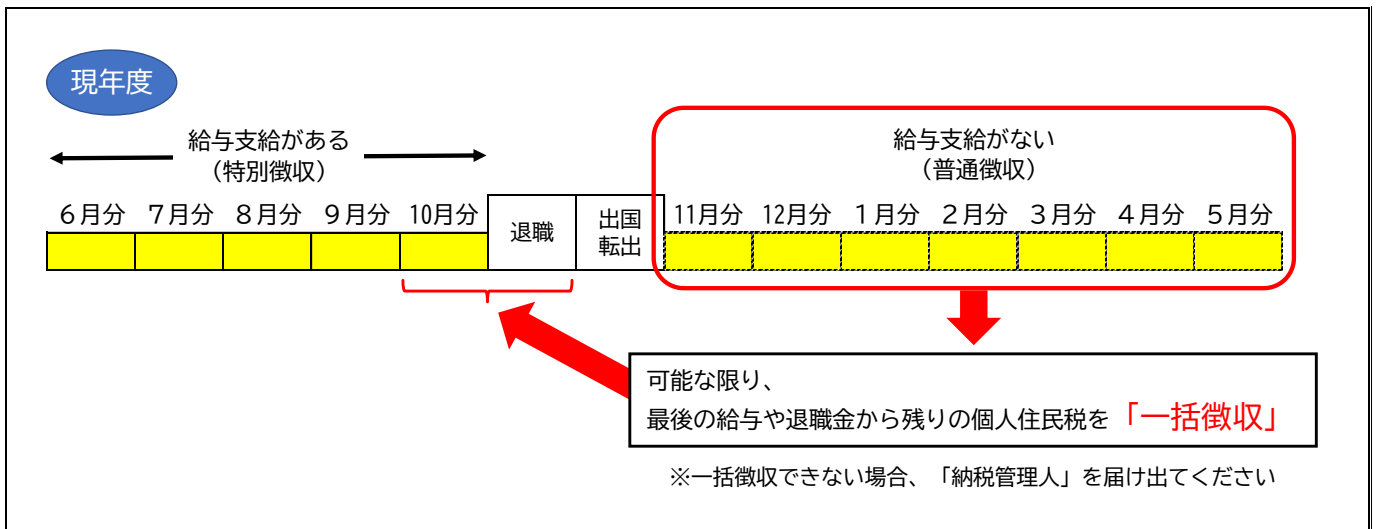 現年度
給与支給がある
（特別徴収）
給与支給がない
（普通徴収）
６月分 ７月分 ８月分 ９月分 10月分 退職 出国 11月分 12月分 １月分 ２月分 ３月分 ４月分 ５月分
転出
可能な限り、
最後の給与や退職金から残りの個人住民税を「一括徴収」
※一括徴収できない場合、「納税管理人」を届け出てください